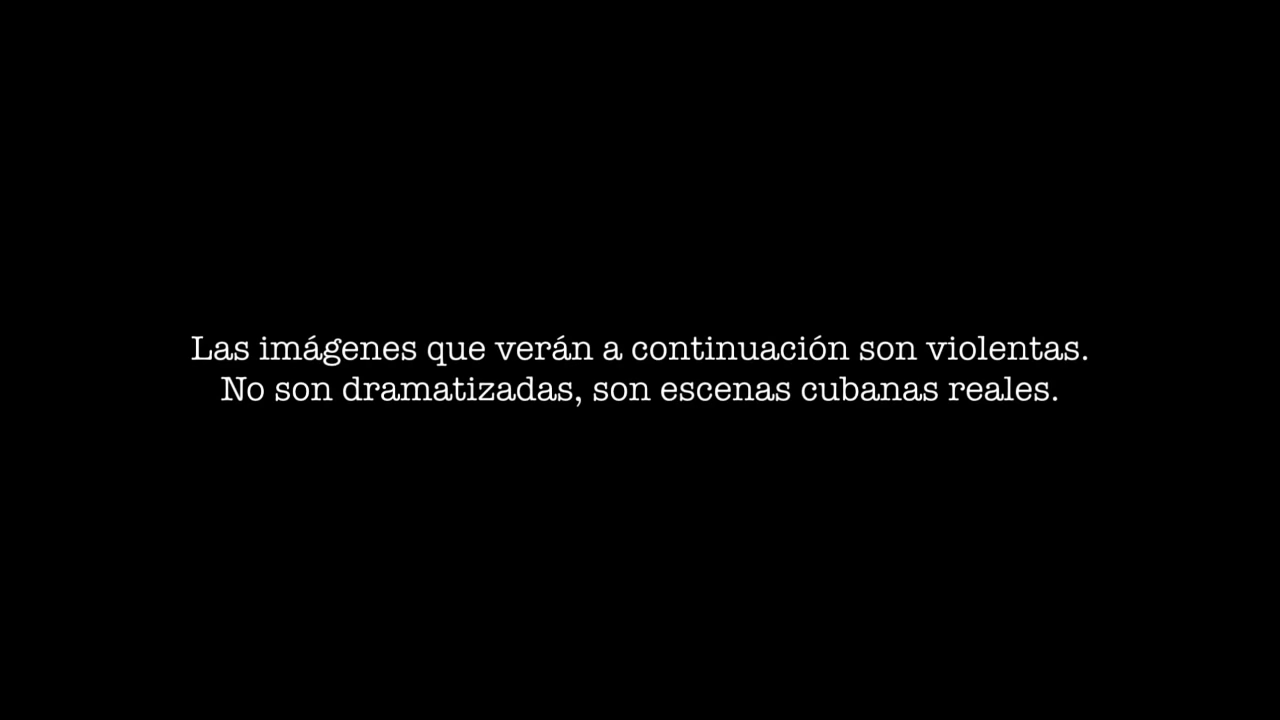 Las imágenes que verán a continuación son violentas.
No son dramatizadas, son escenas cubanas reales.